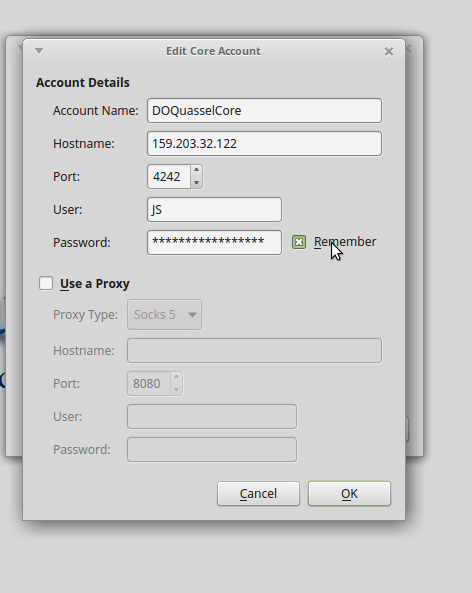 Edit Core Account
Account Details
Account Name: DOQuasselCore
Hostname: 159.203.32.122
Port: 4242
User: JS
Password: ***************** Remember
Use a Proxy
Proxy Type: Socks 5
Hostname:
Port: 8080
User:
Password:
Cancel OK